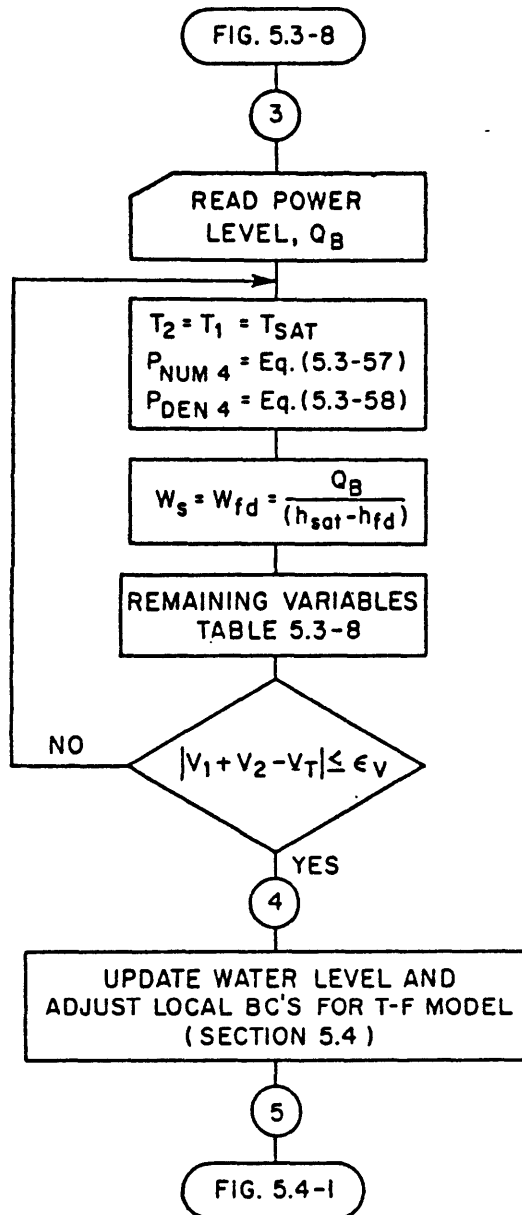 FIG. 5.3-8
3
READ POWER
LEVEL, Q_B
T_2 = T_1 = T_SAT
P_NUM 4 = Eq. (5.3-57)
P_DEN 4 = Eq. (5.3-58)
W_s = W_fd = Q_B / (h_sat - h_fd)
REMAINING VARIABLES
TABLE 5.3-8
NO
|V_1 + V_2 - V_T| ≤ ϵ_V
YES
4
UPDATE WATER LEVEL AND
ADJUST LOCAL BC'S FOR T-F MODEL
( SECTION 5.4 )
5
FIG. 5.4-1